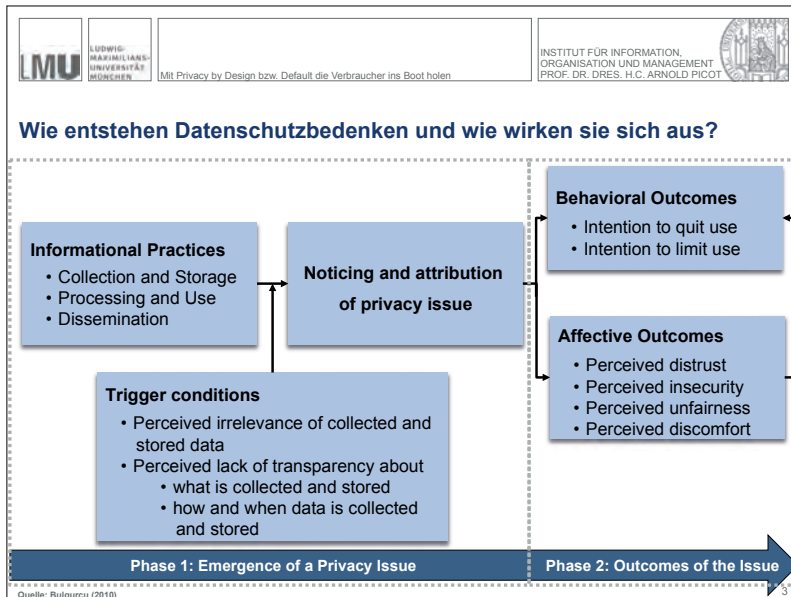 LMU
LUDWIG-
MAXIMILIANS-
UNIVERSITÄT
MÜNCHEN
Mit Privacy by Design bzw. Default die Verbraucher ins Boot holen
INSTITUT FÜR INFORMATION,
ORGANISATION UND MANAGEMENT
PROF. DR. DRES. H.C. ARNOLD PICOT
Wie entstehen Datenschutzbedenken und wie wirken sie sich aus?
Informational Practices
• Collection and Storage
• Processing and Use
• Dissemination
Noticing and attribution
of privacy issue
Trigger conditions
• Perceived irrelevance of collected and
stored data
• Perceived lack of transparency about
• what is collected and stored
• how and when data is collected
and stored
Behavioral Outcomes
• Intention to quit use
• Intention to limit use
Affective Outcomes
• Perceived distrust
• Perceived insecurity
• Perceived unfairness
• Perceived discomfort
Phase 1: Emergence of a Privacy Issue
Phase 2: Outcomes of the Issue
Quelle: Bulgurcu (2010)
3